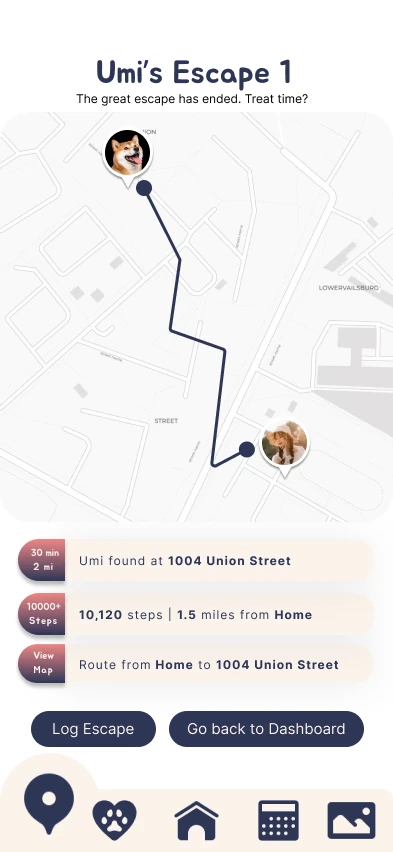 Umi's Escape 1
The great escape has ended. Treat time?
ION
LOWERVAILSBURG
STREET
30 min
2 mi
Umi found at 1004 Union Street
10000+
Steps
10,120 steps | 1.5 miles from Home
View
Map
Route from Home to 1004 Union Street
Log Escape
Go back to Dashboard